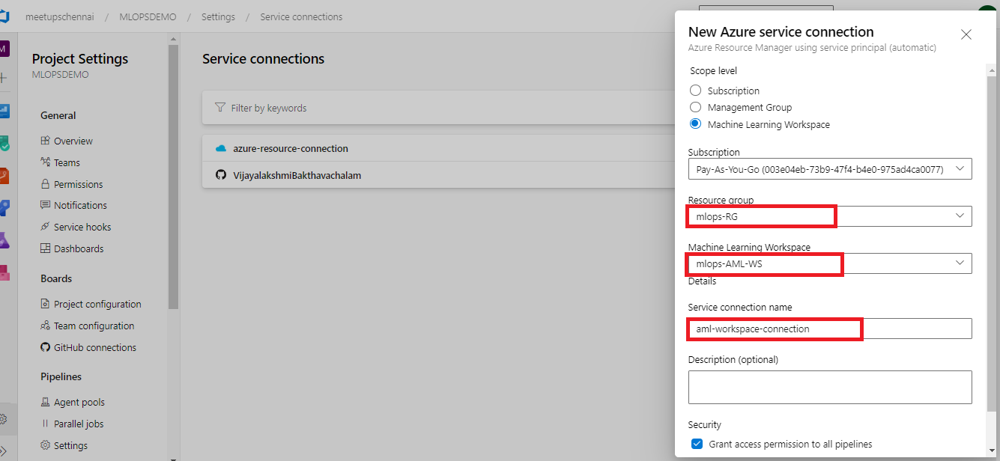 meetupschennai / MLOPSDEMO / Settings / Service connections
M
Project Settings
MLOPSDEMO
General
Overview
Teams
Permissions
Notifications
Service hooks
Dashboards
Boards
Project configuration
Team configuration
GitHub connections
Pipelines
Agent pools
Parallel jobs
Settings
Service connections
Filter by keywords
azure-resource-connection
VijayalakshmiBakthavachalam
New Azure service connection
Azure Resource Manager using service principal (automatic)
Scope level
Subscription
Management Group
Machine Learning Workspace
Subscription
Pay-As-You-Go (003e04eb-73b9-47f4-b4e0-975ad4ca0077)
Resource group
mlops-RG
Machine Learning Workspace
mlops-AML-WS
Details
Service connection name
aml-workspace-connection
Description (optional)
Security
Grant access permission to all pipelines